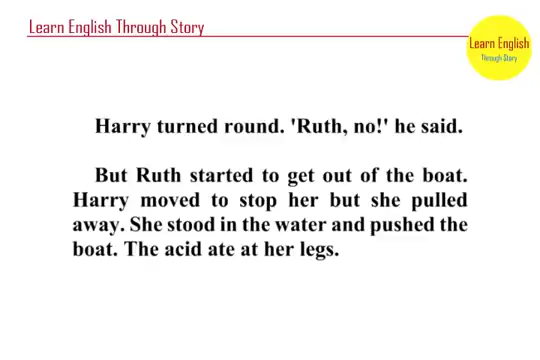 Learn English Through Story
Learn English
Through Story
Harry turned round. 'Ruth, no!' he said.
But Ruth started to get out of the boat.
Harry moved to stop her but she pulled
away. She stood in the water and pushed the
boat. The acid ate at her legs.